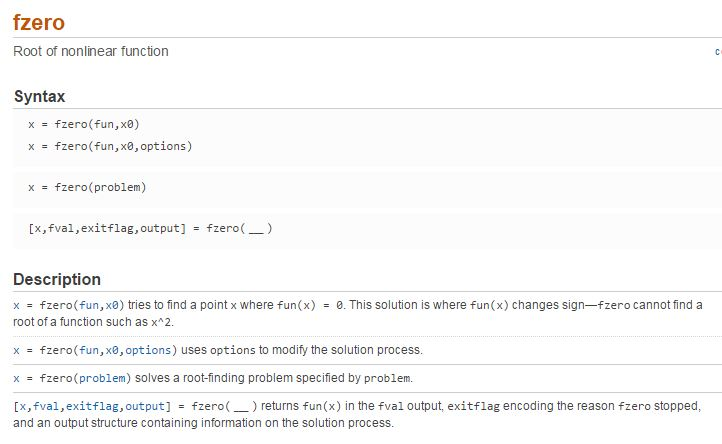 fzero
Root of nonlinear function
Syntax
x = fzero(fun,x0)
x = fzero(fun,x0,options)
x = fzero(problem)
[x,fval,exitflag,output] = fzero(__)
Description
x = fzero(fun,x0) tries to find a point x where fun(x) = 0. This solution is where fun(x) changes sign—fzero cannot find a
root of a function such as x^2.
x = fzero(fun,x0,options) uses options to modify the solution process.
x = fzero(problem) solves a root-finding problem specified by problem.
[x,fval,exitflag,output] = fzero(__) returns fun(x) in the fval output, exitflag encoding the reason fzero stopped,
and an output structure containing information on the solution process.